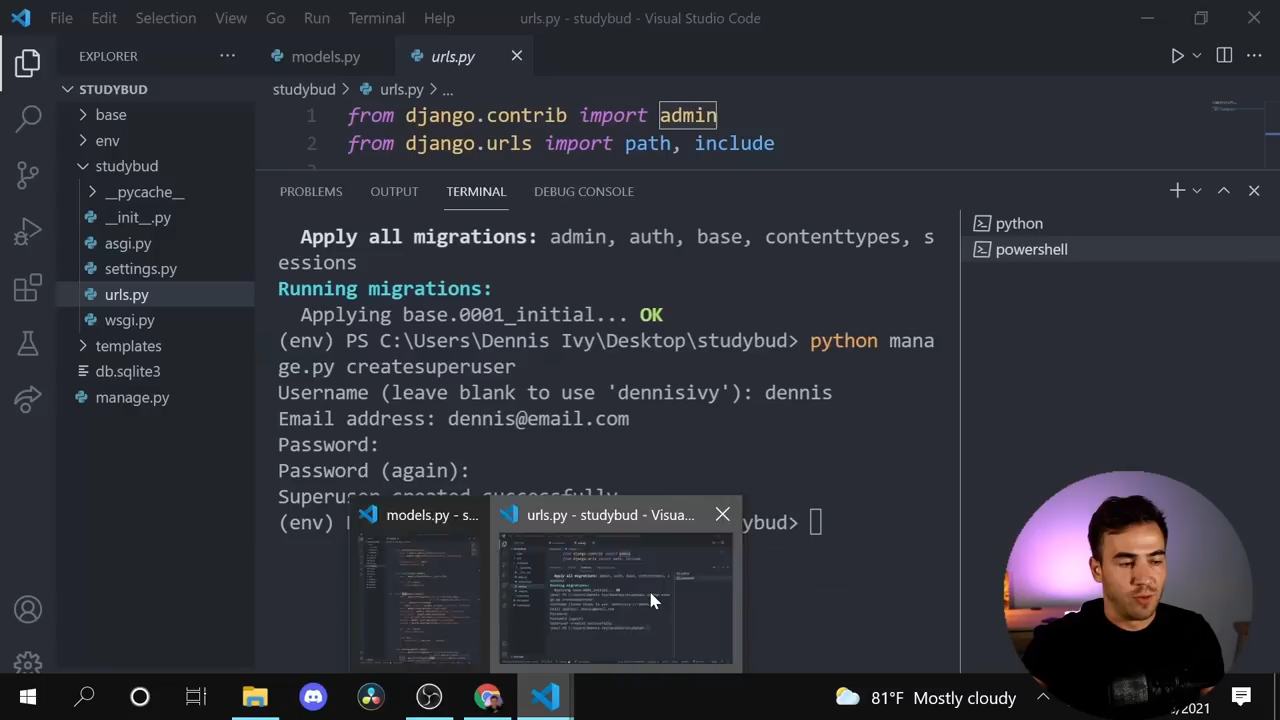 File Edit Selection View Go Run Terminal Help urls.py - studybud - Visual Studio Code
EXPLORER
models.py
urls.py
STUDYBUD
studybud > urls.py > ...
base
env
studybud
__pycache__
__init__.py
asgi.py
settings.py
urls.py
wsgi.py
templates
db.sqlite3
manage.py
1 from django.contrib import admin
2 from django.urls import path, include
PROBLEMS OUTPUT TERMINAL DEBUG CONSOLE
python
powershell
Apply all migrations: admin, auth, base, contenttypes, s
essions
Running migrations:
Applying base.0001_initial... OK
(env) PS C:\Users\Dennis Ivy\Desktop\studybud> python mana
ge.py createsuperuser
Username (leave blank to use 'dennisivy'): dennis
Email address: dennis@email.com
Password:
Password (again):
Superuser created successfully.
(env) ybud>
models.py - s...
urls.py - studybud - Visua...
81°F Mostly cloudy
/2021